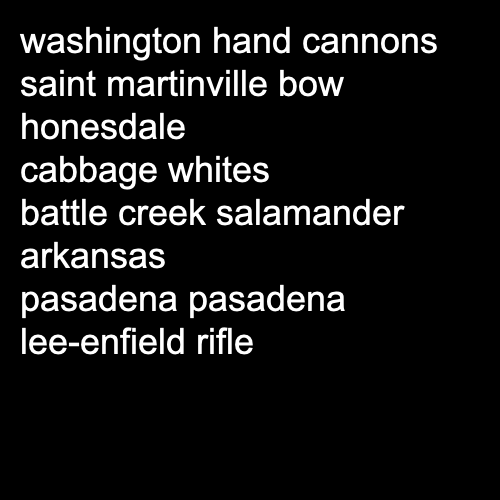 washington hand cannons
saint martinville bow
honesdale
cabbage whites
battle creek salamander
arkansas
pasadena pasadena
lee-enfield rifle